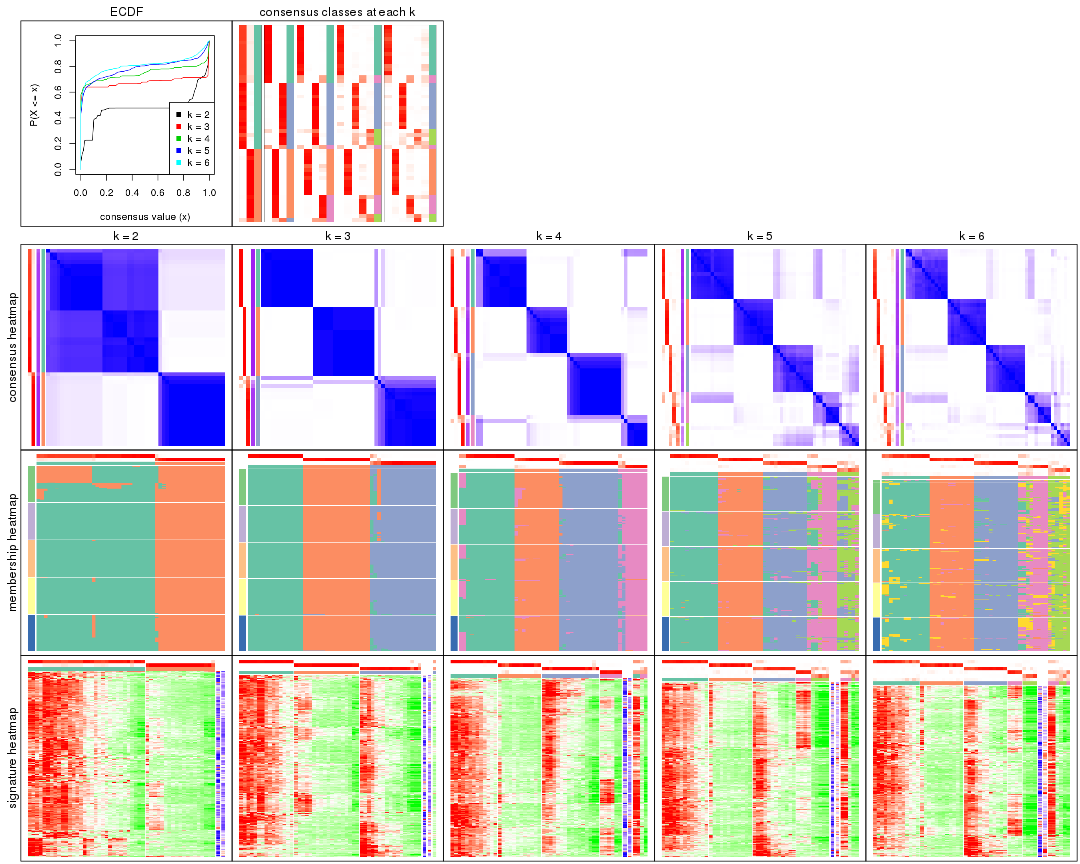 ECDF
consensus classes at each k
P(X <= x)
0.0 0.2 0.4 0.6 0.8 1.0
k = 2
k = 3
k = 4
k = 5
k = 6
0.0 0.2 0.4 0.6 0.8 1.0
consensus value (x)
k = 2
k = 3
k = 4
k = 5
k = 6
consensus heatmap
membership heatmap
signature heatmap